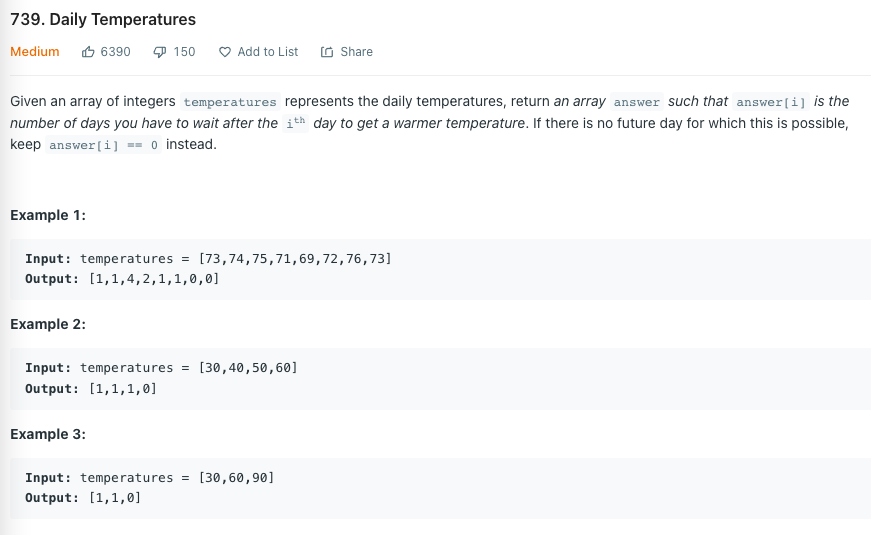 739. Daily Temperatures
Medium 6390 150 Add to List Share
Given an array of integers temperatures represents the daily temperatures, return an array answer such that answer[i] is the
number of days you have to wait after the ith day to get a warmer temperature. If there is no future day for which this is possible,
keep answer[i] == 0 instead.
Example 1:
Input: temperatures = [73,74,75,71,69,72,76,73]
Output: [1,1,4,2,1,1,0,0]
Example 2:
Input: temperatures = [30,40,50,60]
Output: [1,1,1,0]
Example 3:
Input: temperatures = [30,60,90]
Output: [1,1,0]